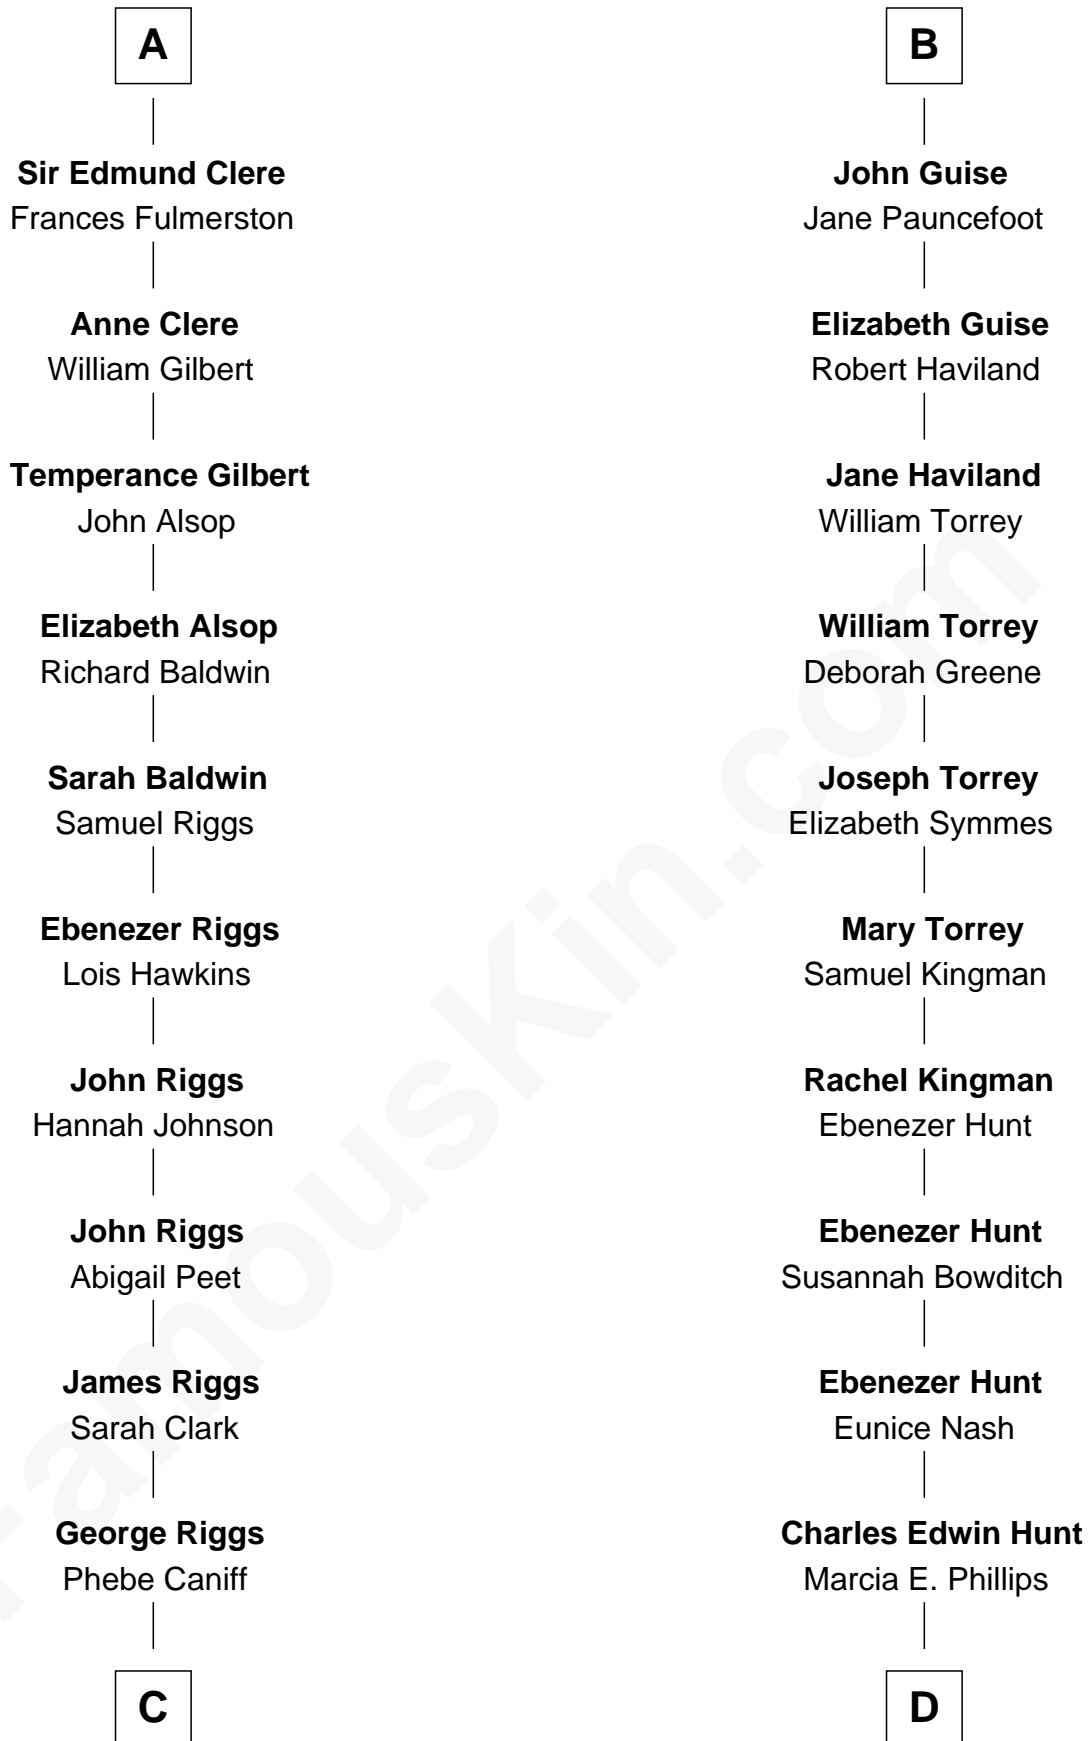 A
Sir Edmund Clere
Frances Fulmerston
Anne Clere
William Gilbert
Temperance Gilbert
John Alsop
Elizabeth Alsop
Richard Baldwin
Sarah Baldwin
Samuel Riggs
Ebenezer Riggs
Lois Hawkins
John Riggs
Hannah Johnson
John Riggs
Abigail Peet
James Riggs
Sarah Clark
George Riggs
Phebe Caniff
C
B
John Guise
Jane Pauncefoot
Elizabeth Guise
Robert Haviland
Jane Haviland
William Torrey
William Torrey
Deborah Greene
Joseph Torrey
Elizabeth Symmes
Mary Torrey
Samuel Kingman
Rachel Kingman
Ebenezer Hunt
Ebenezer Hunt
Susannah Bowditch
Ebenezer Hunt
Eunice Nash
Charles Edwin Hunt
Marcia E. Phillips
D
FamousKin.com